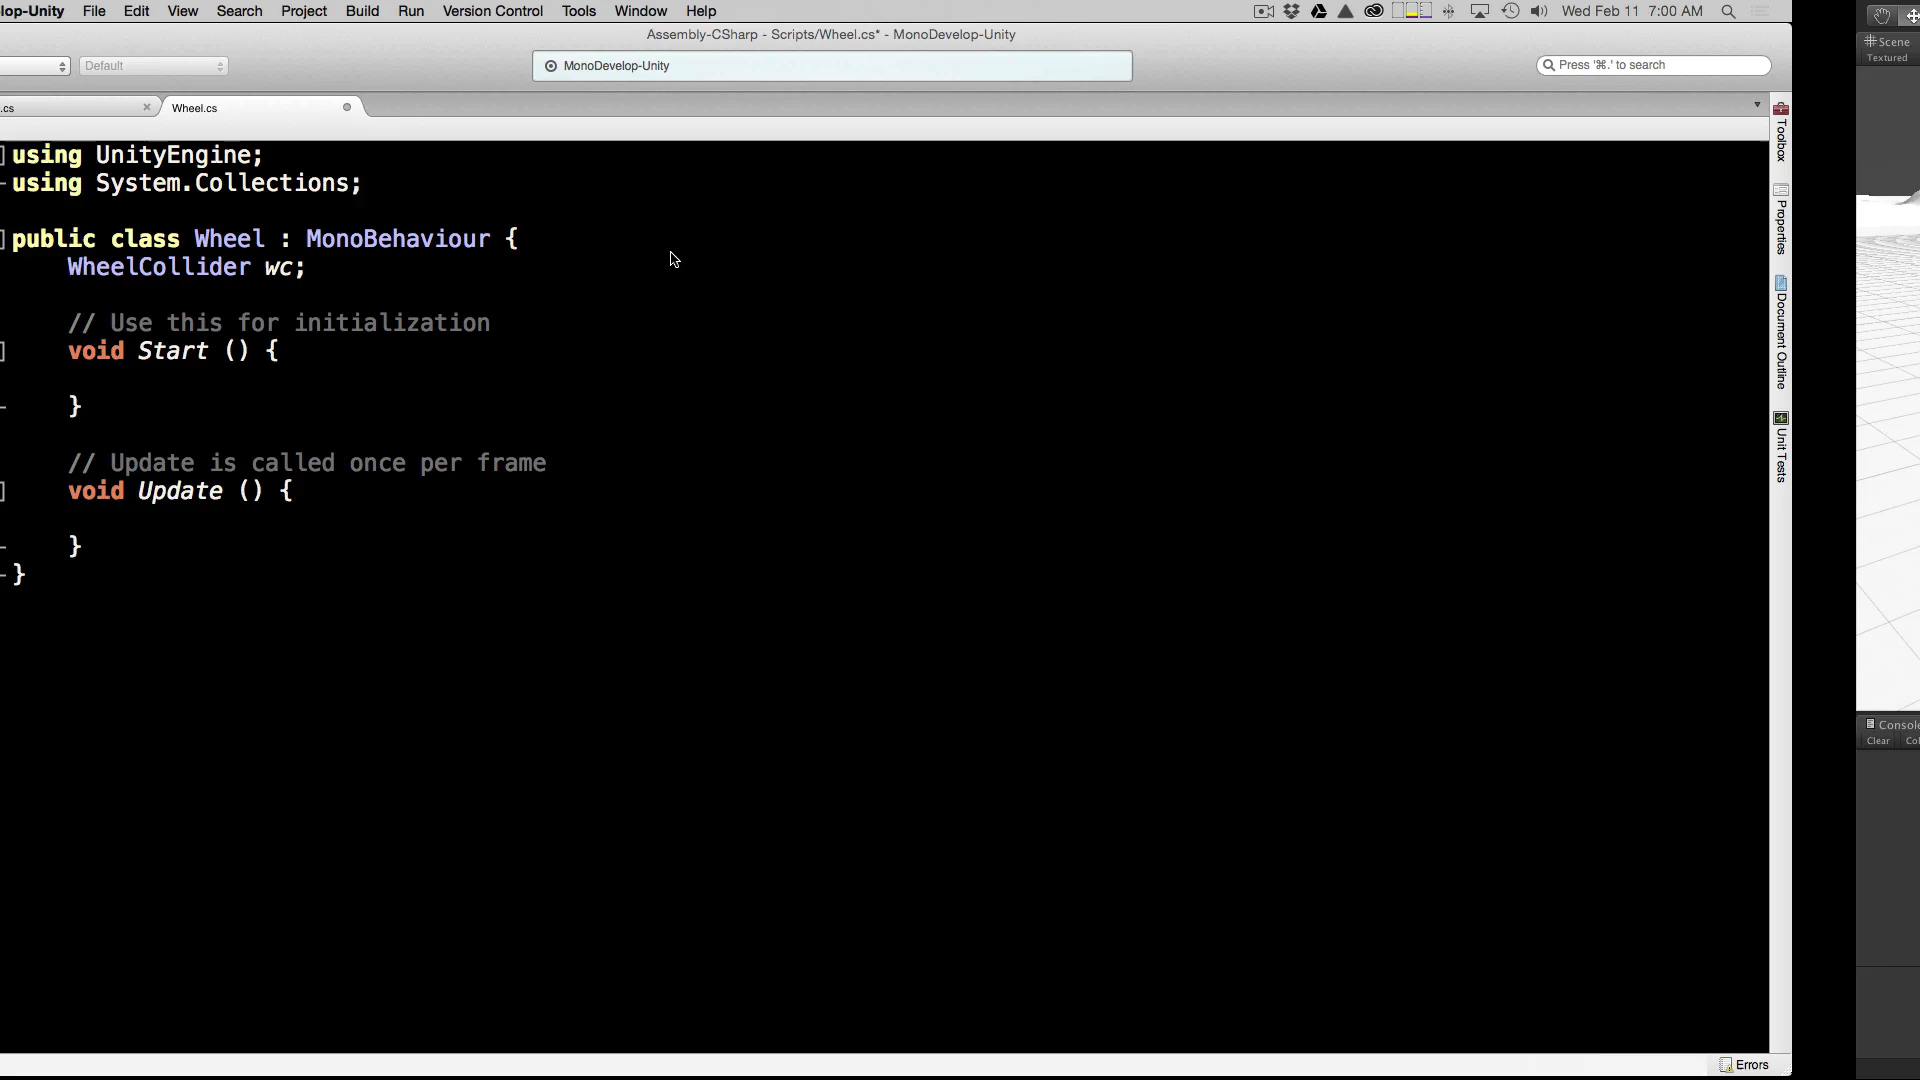 lop-Unity File Edit View Search Project Build Run Version Control Tools Window Help Wed Feb 11 7:00 AM
Assembly-CSharp - Scripts/Wheel.cs* - MonoDevelop-Unity
Default
MonoDevelop-Unity
Press '⌘.' to search
.cs
Wheel.cs
using UnityEngine;
using System.Collections;
public class Wheel : MonoBehaviour {
WheelCollider wc;
// Use this for initialization
void Start () {
}
// Update is called once per frame
void Update () {
}
}
Toolbox
Properties
Document Outline
Unit Tests
Errors
Scene
Textured
Console
Clear Col